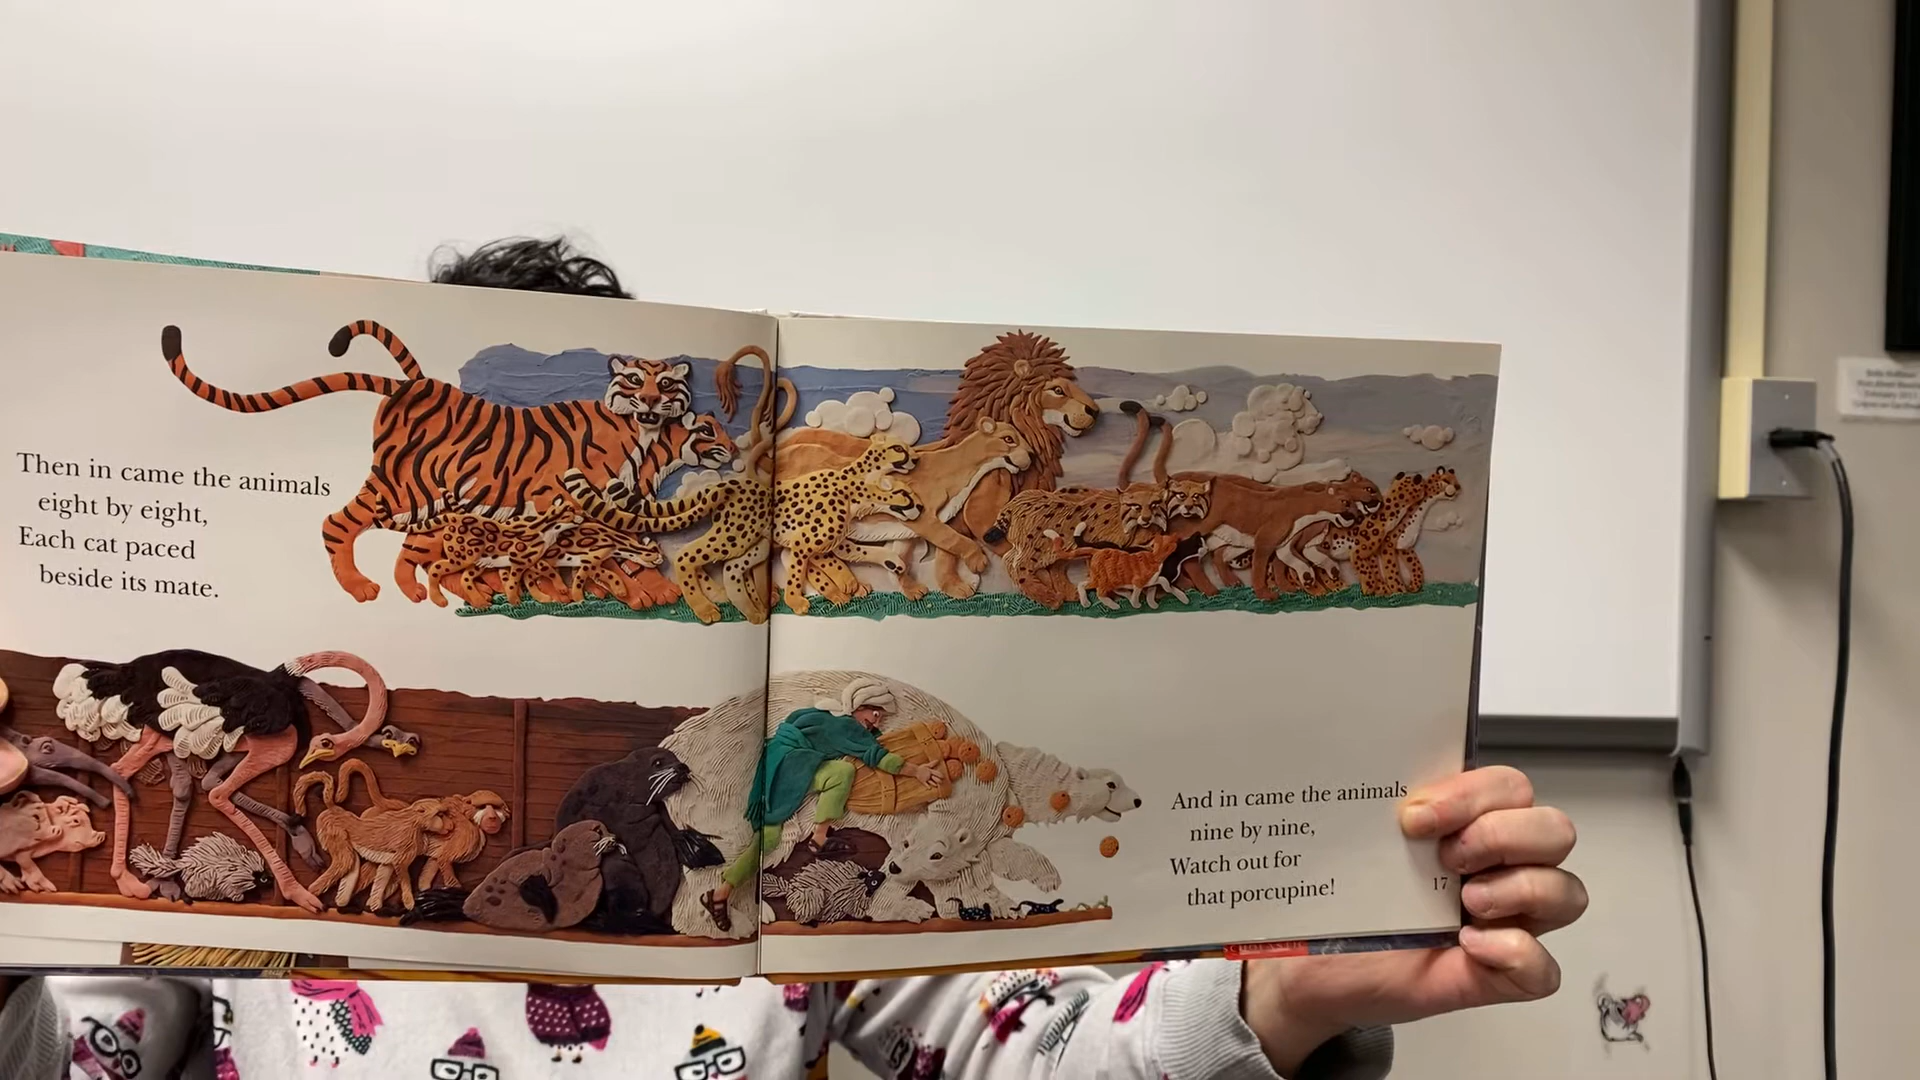 Then in came the animals
eight by eight,
Each cat paced
beside its mate.
And in came the animals
nine by nine,
Watch out for
that porcupine!
17
SCHOLASTIC